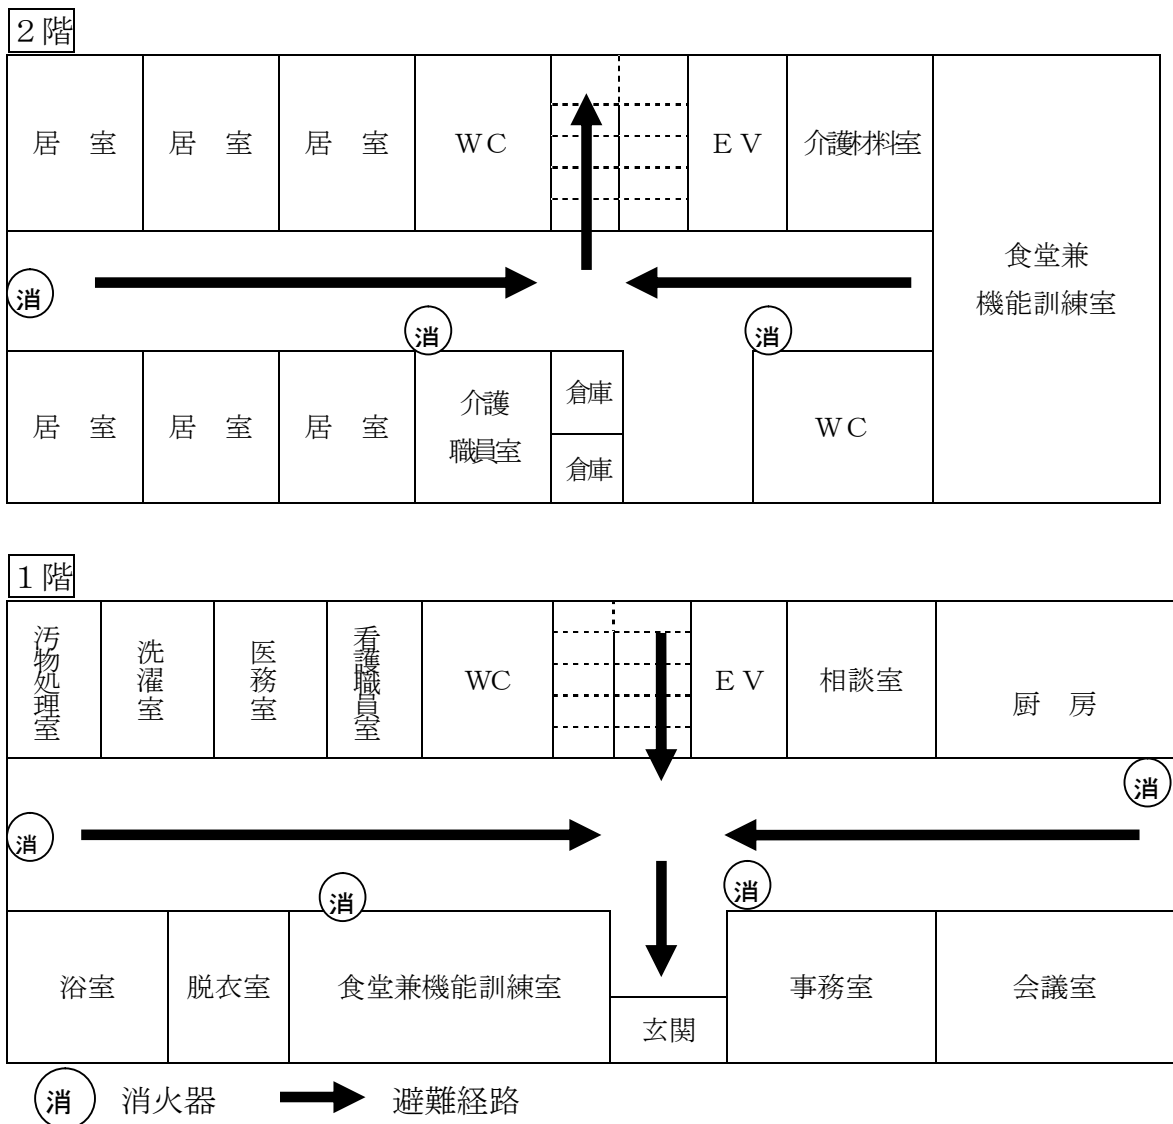 ２階
居　室
居　室
居　室
ＷＣ
ＥＶ
介護材料室
食堂兼
機能訓練室
消
消
消
居　室
居　室
居　室
介護
職員室
倉庫
倉庫
ＷＣ
１階
汚物処理室
洗濯室
医務室
看護職員室
WC
ＥＶ
相談室
厨　房
消
消
消
消
浴室
脱衣室
食堂兼機能訓練室
玄関
事務室
会議室
消　消火器　避難経路